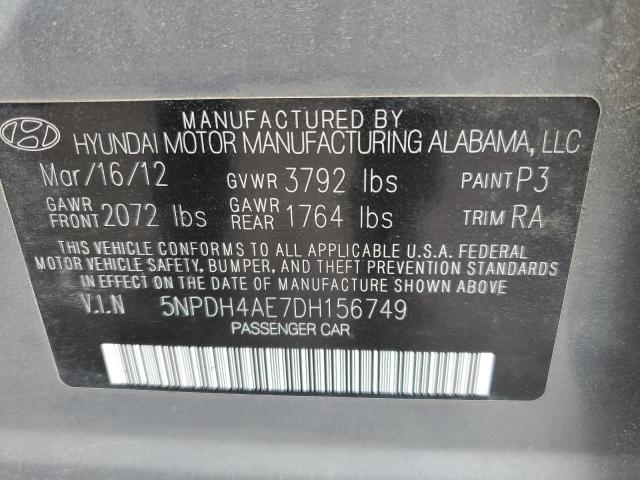 MANUFACTURED BY
HYUNDAI MOTOR MANUFACTURING ALABAMA, LLC
Mar/16/12 GVWR 3792 lbs PAINT P3
GAWR FRONT 2072 lbs GAWR REAR 1764 lbs TRIM RA
THIS VEHICLE CONFORMS TO ALL APPLICABLE U.S.A. FEDERAL
MOTOR VEHICLE SAFETY, BUMPER, AND THEFT PREVENTION
STANDARDS IN EFFECT ON THE DATE OF MANUFACTURE SHOWN ABOVE.
V.I.N 5NPDH4AE7DH156749
PASSENGER CAR